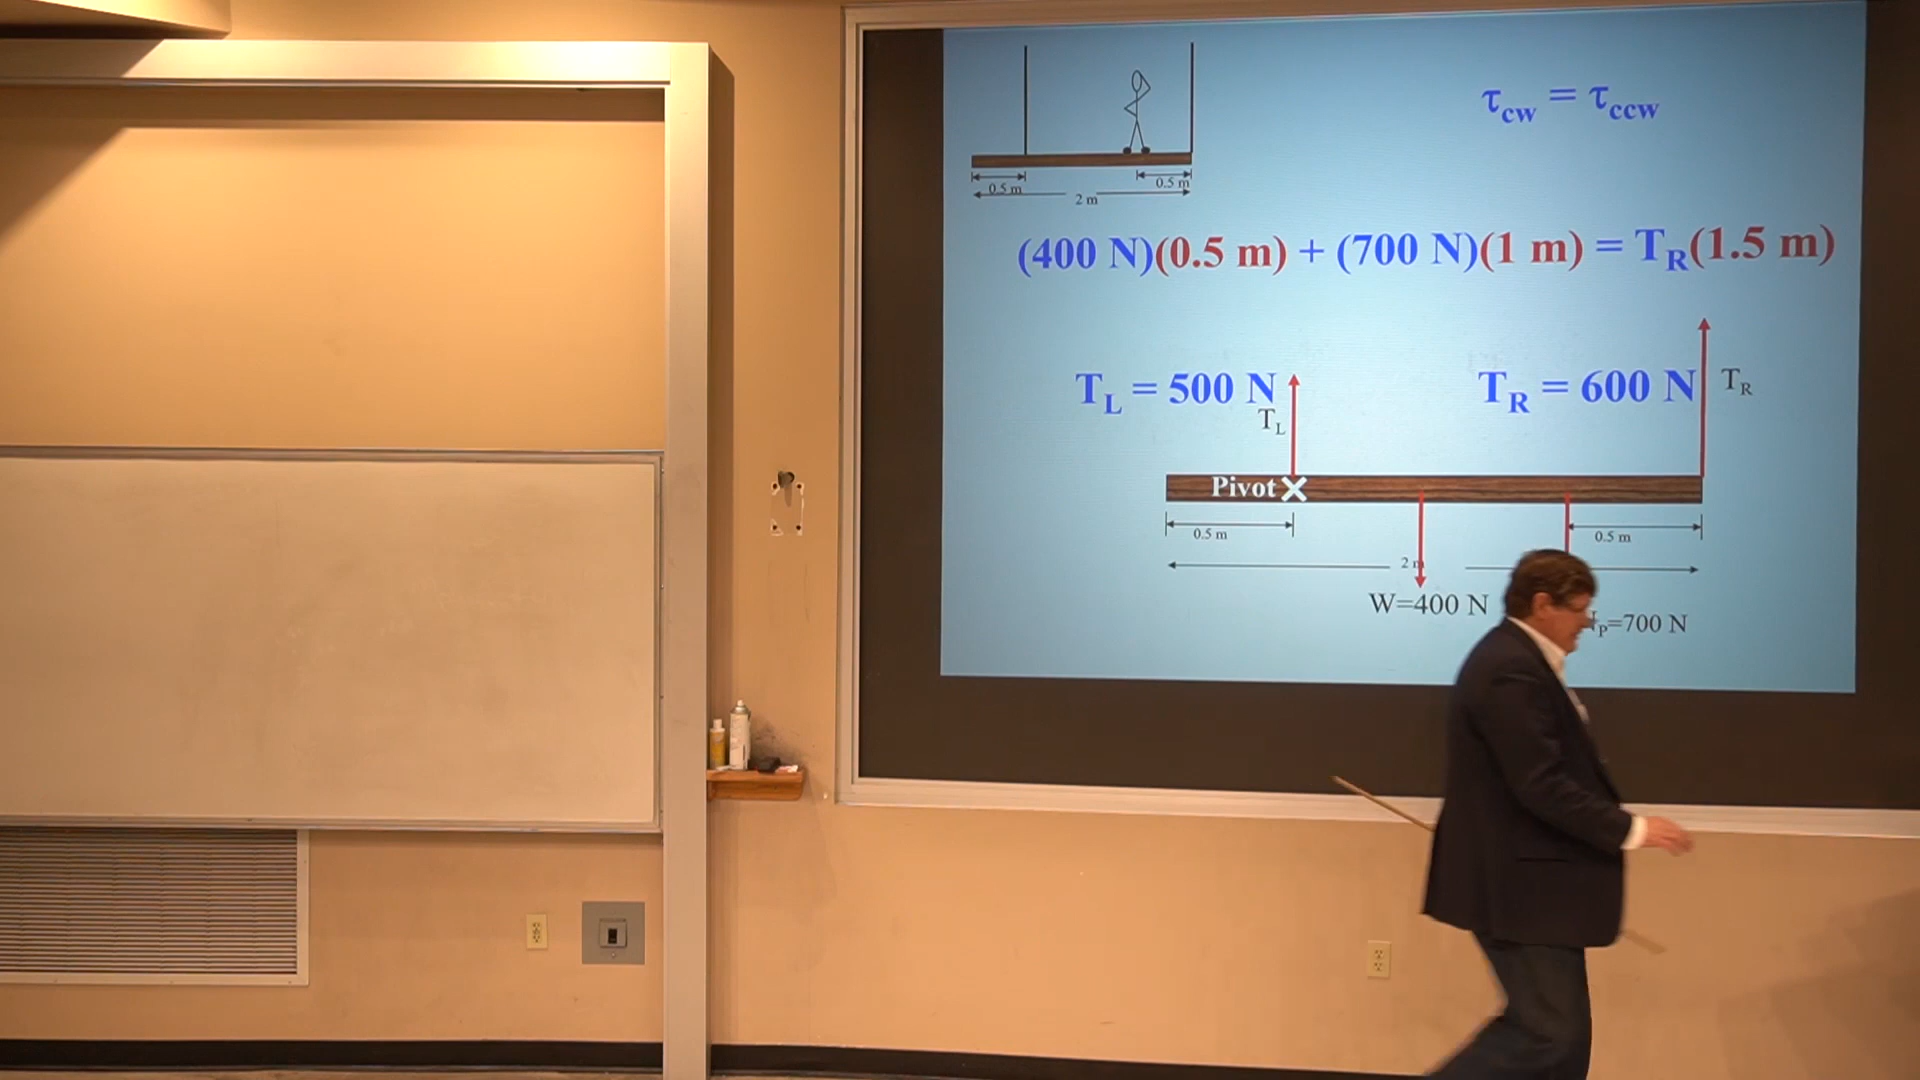 τcw = τccw
0.5 m
0.5 m
2 m
(400 N)(0.5 m) + (700 N)(1 m) = TR(1.5 m)
TL = 500 N
TR = 600 N
TR
TL
Pivot
0.5 m
0.5 m
2
W=400 N
P=700 N